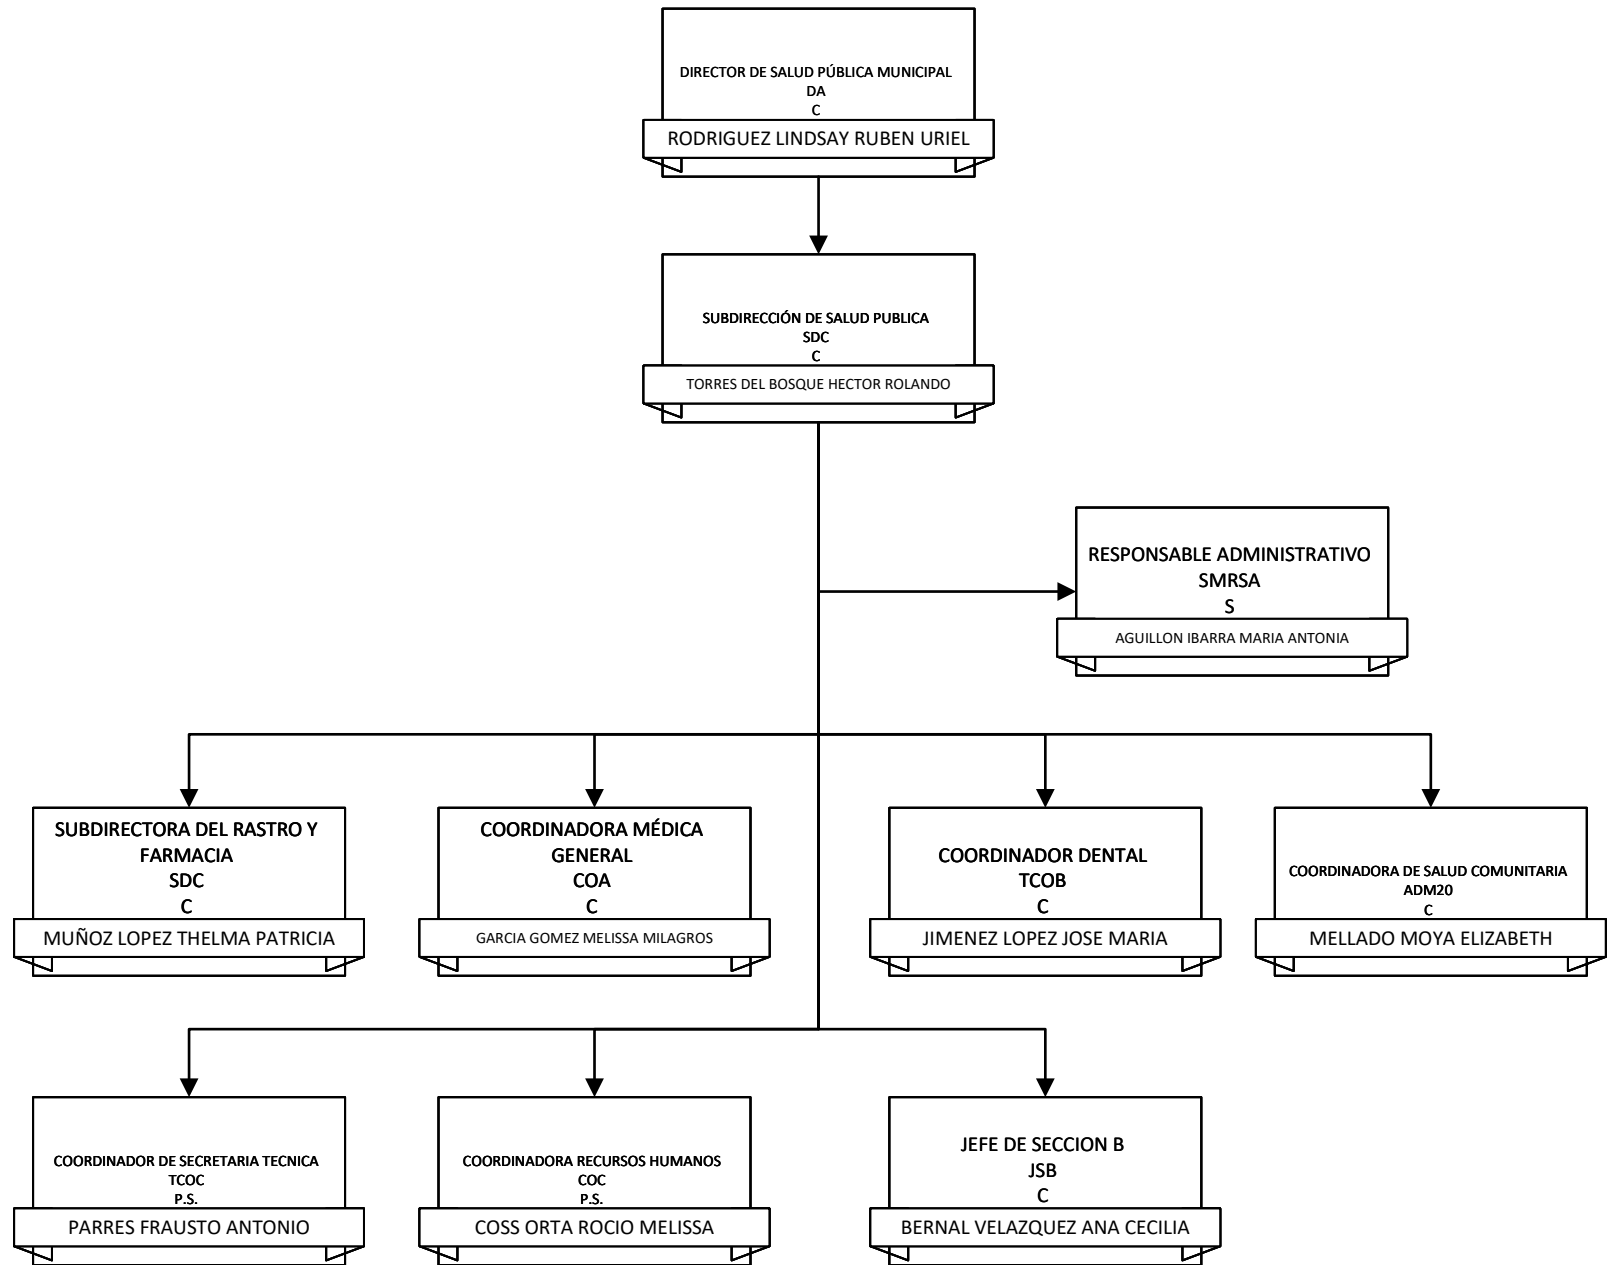 DIRECTOR DE SALUD PÚBLICA MUNICIPAL
DA
C
RODRIGUEZ LINDSAY RUBEN URIEL
SUBDIRECCIÓN DE SALUD PUBLICA
SDC
C
TORRES DEL BOSQUE HECTOR ROLANDO
RESPONSABLE ADMINISTRATIVO
SMRSA
S
AGUILLON IBARRA MARIA ANTONIA
SUBDIRECTORA DEL RASTRO Y
FARMACIA
SDC
C
MUÑOZ LOPEZ THELMA PATRICIA
COORDINADORA MÉDICA
GENERAL
COA
C
GARCIA GOMEZ MELISSA MILAGROS
COORDINADOR DENTAL
TCOB
C
JIMENEZ LOPEZ JOSE MARIA
COORDINADORA DE SALUD COMUNITARIA
ADM20
C
MELLADO MOYA ELIZABETH
COORDINADOR DE SECRETARIA TECNICA
TCOC
P.S.
PARRES FRAUSTO ANTONIO
COORDINADORA RECURSOS HUMANOS
COC
P.S.
COSS ORTA ROCIO MELISSA
JEFE DE SECCION B
JSB
C
BERNAL VELAZQUEZ ANA CECILIA